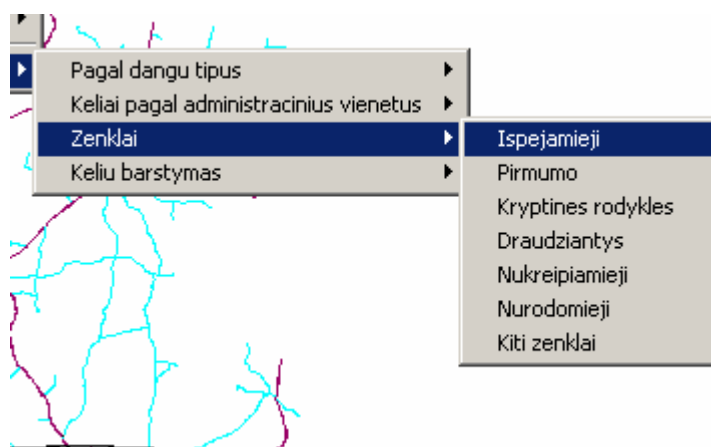 Pagal dangu tipus
Keliai pagal administracinius vienetus
Zenklai
Keliu barstymas
Ispejamieji
Pirmumo
Kryptines rodykles
Draudziantys
Nukreipiamieji
Nurodomieji
Kiti zenklai